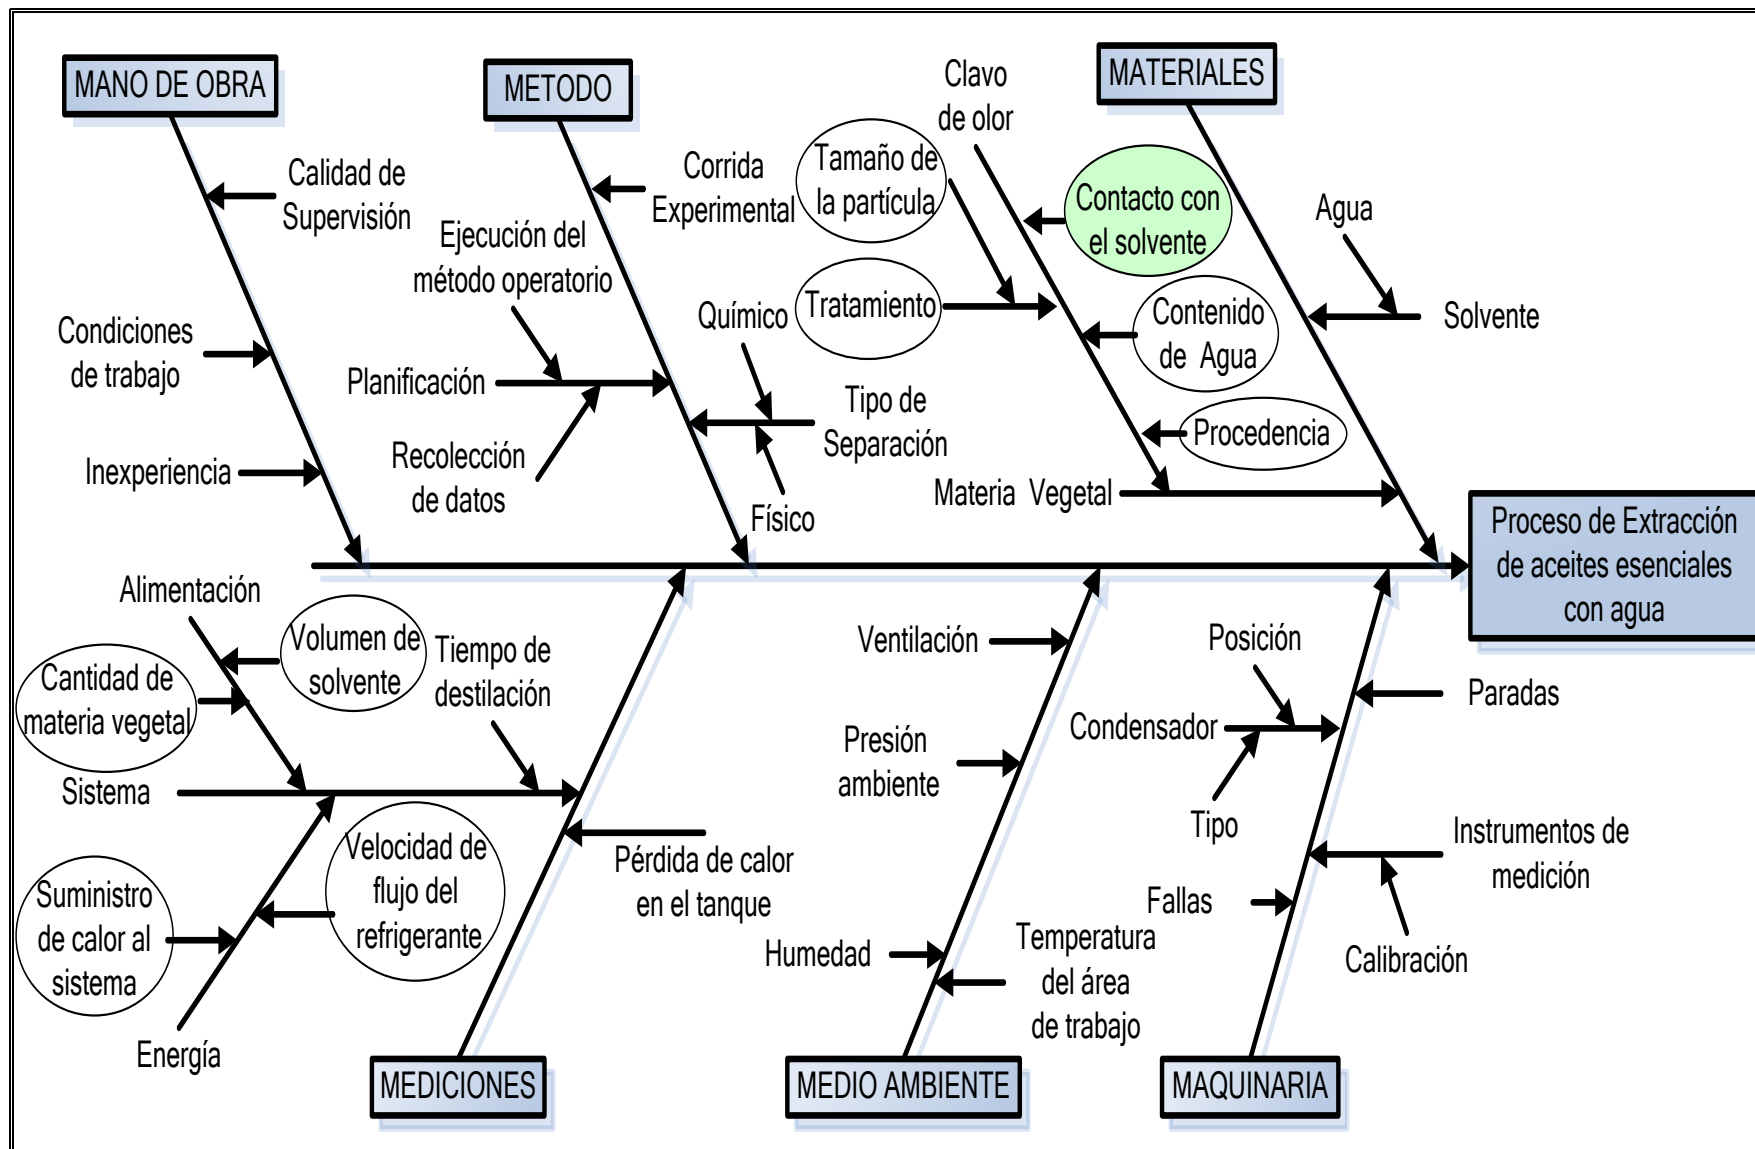 MANO DE OBRA
METODO
MATERIALES
Clavo
de olor
Calidad de
Supervisión
Corrida
Experimental
Tamaño de
la partícula
Contacto con
el solvente
Agua
Ejecución del
método operatorio
Condiciones
de trabajo
Planificación
Químico
Tratamiento
Contenido
de  Agua
Solvente
Tipo de
Separación
Inexperiencia
Recolección
de datos
Físico
Procedencia
Materia  Vegetal
Proceso de Extracción
de aceites esenciales
con agua
Alimentación
Volumen de
solvente
Tiempo de
destilación
Cantidad de
materia vegetal
Sistema
Velocidad de
flujo del
refrigerante
Suministro
de calor al
sistema
Energía
Pérdida de calor
en el tanque
Ventilación
Presión
ambiente
Humedad
Temperatura
del área
de trabajo
Posición
Condensador
Tipo
Paradas
Instrumentos de
medición
Fallas
Calibración
MEDICIONES
MEDIO AMBIENTE
MAQUINARIA